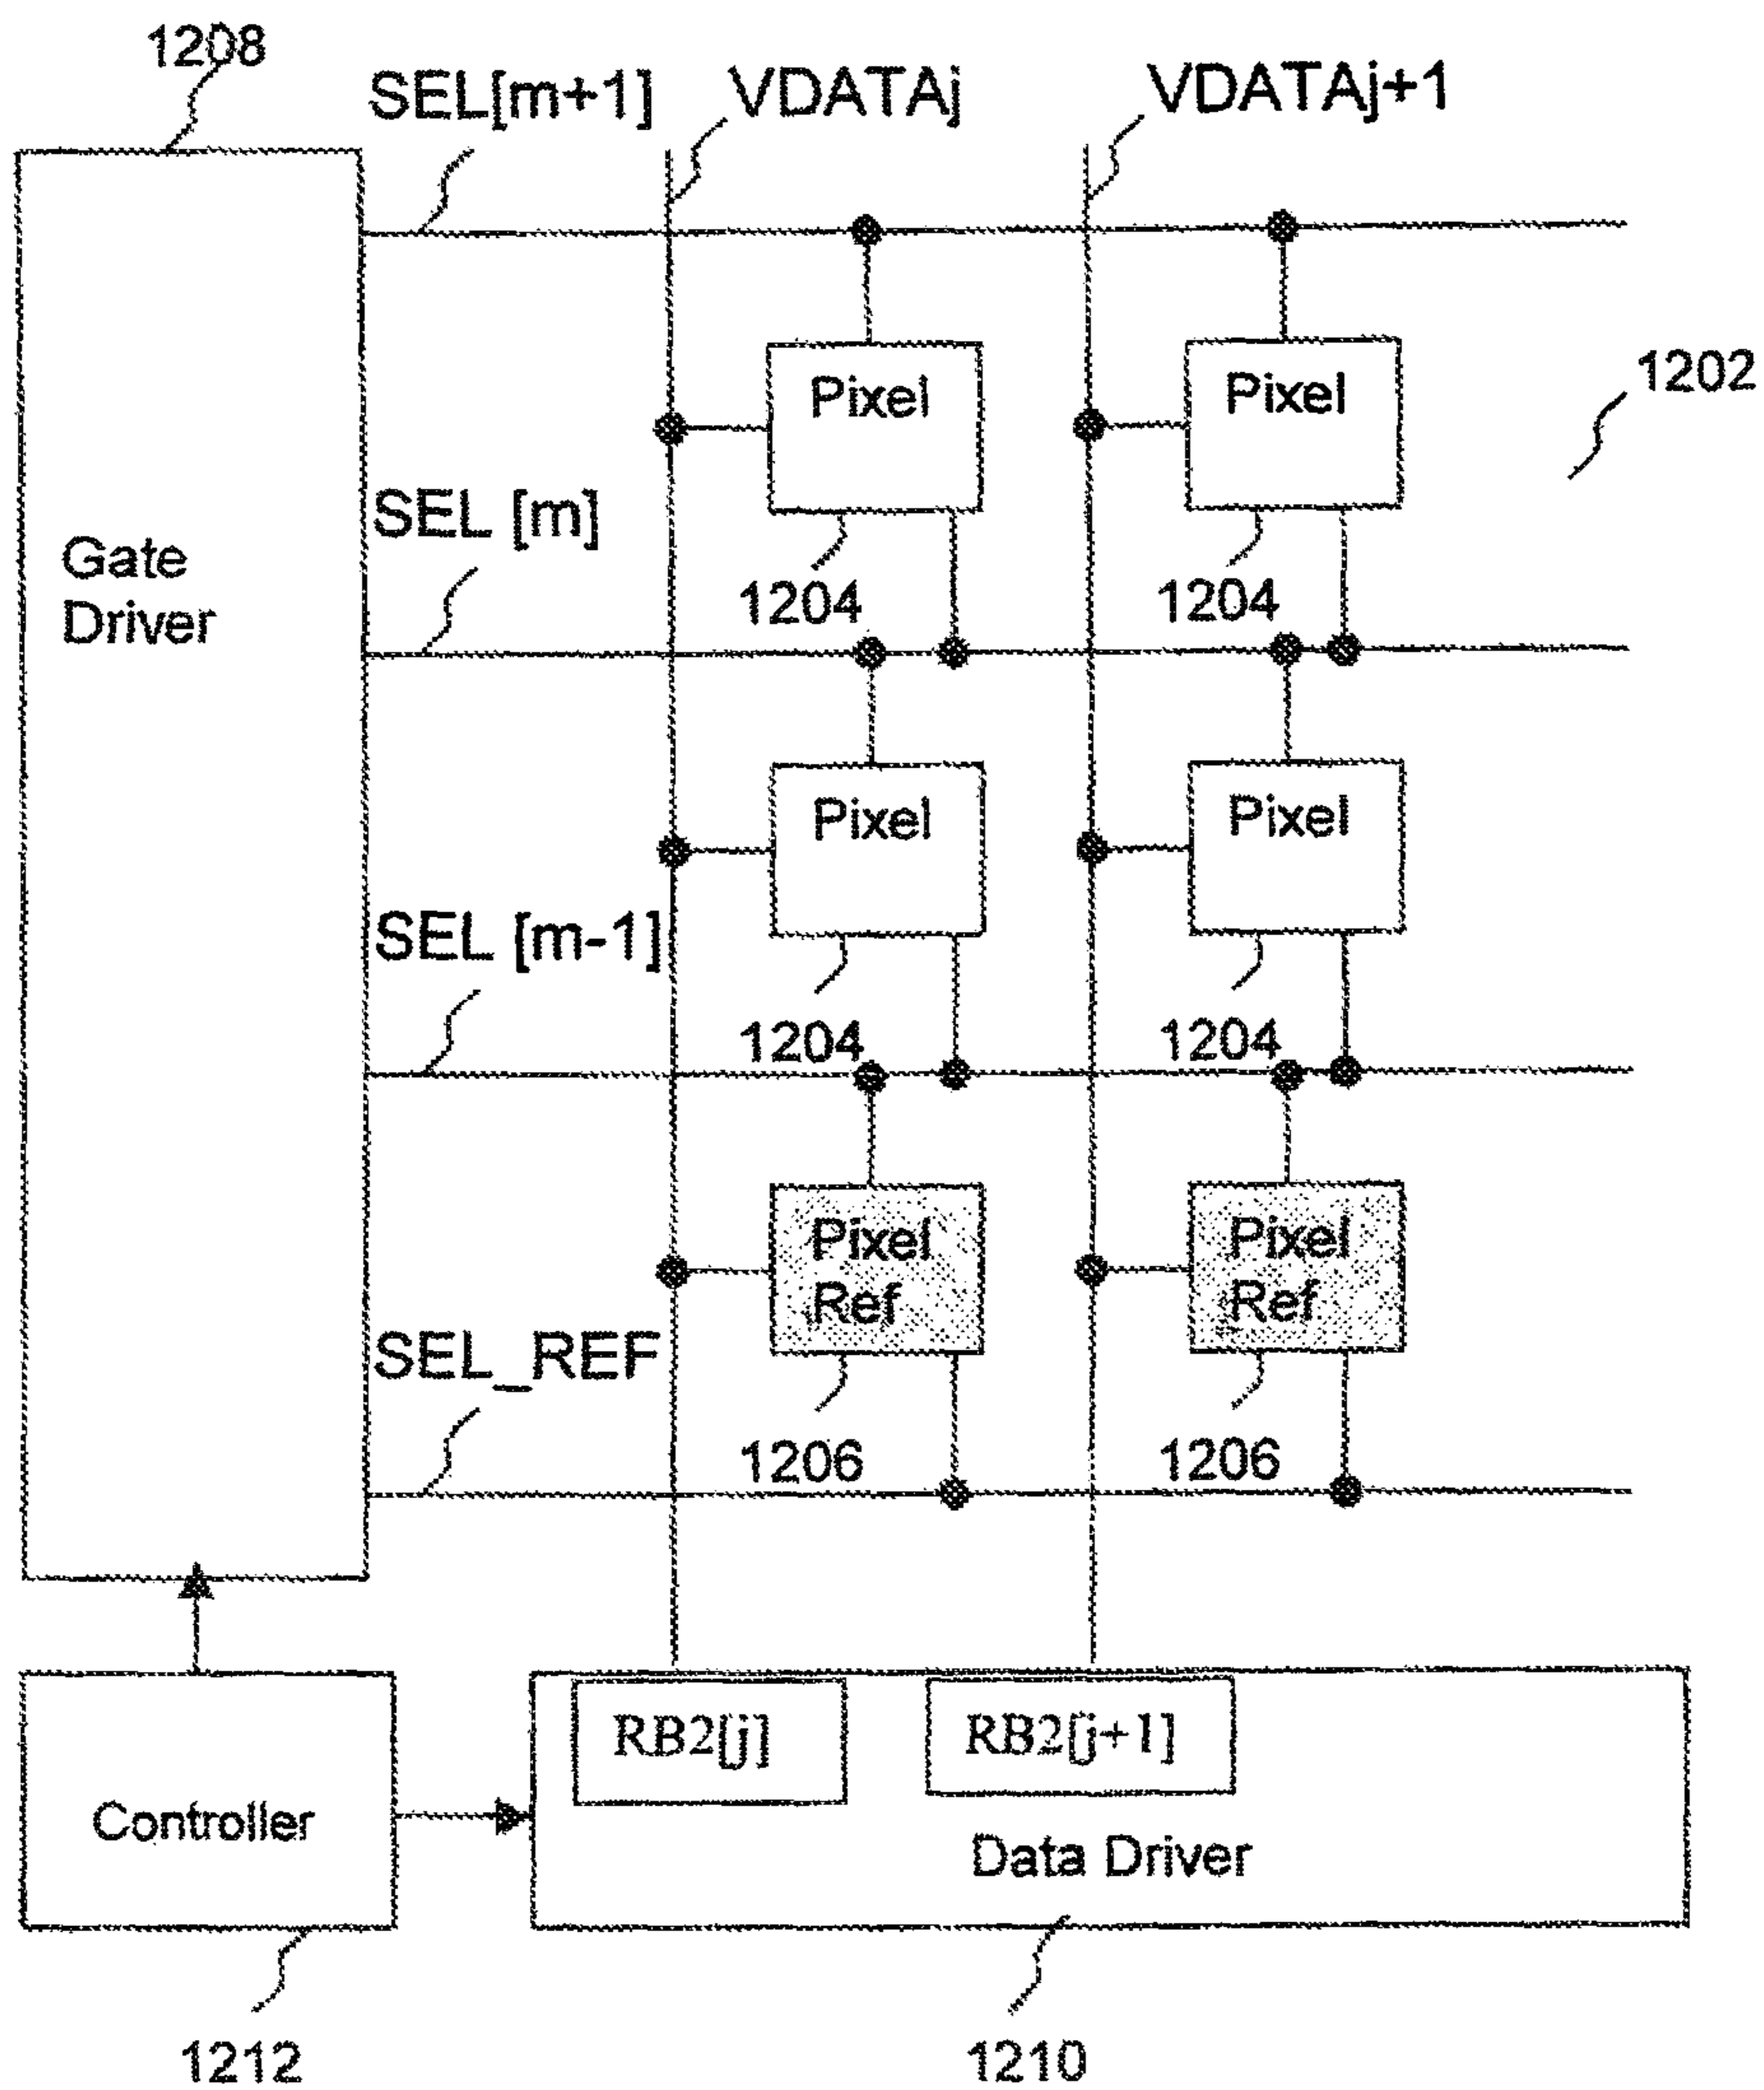 1208
SEL[m+1]
VDATAj
VDATAj+1
Pixel
Pixel
1202
SEL [m]
Gate
Driver
1204
1204
Pixel
Pixel
SEL [m-1]
1204
1204
Pixel
Ref
Pixel
Ref
SEL_REF
1206
1206
RB2[j]
RB2[j+1]
Controller
Data Driver
1212
1210